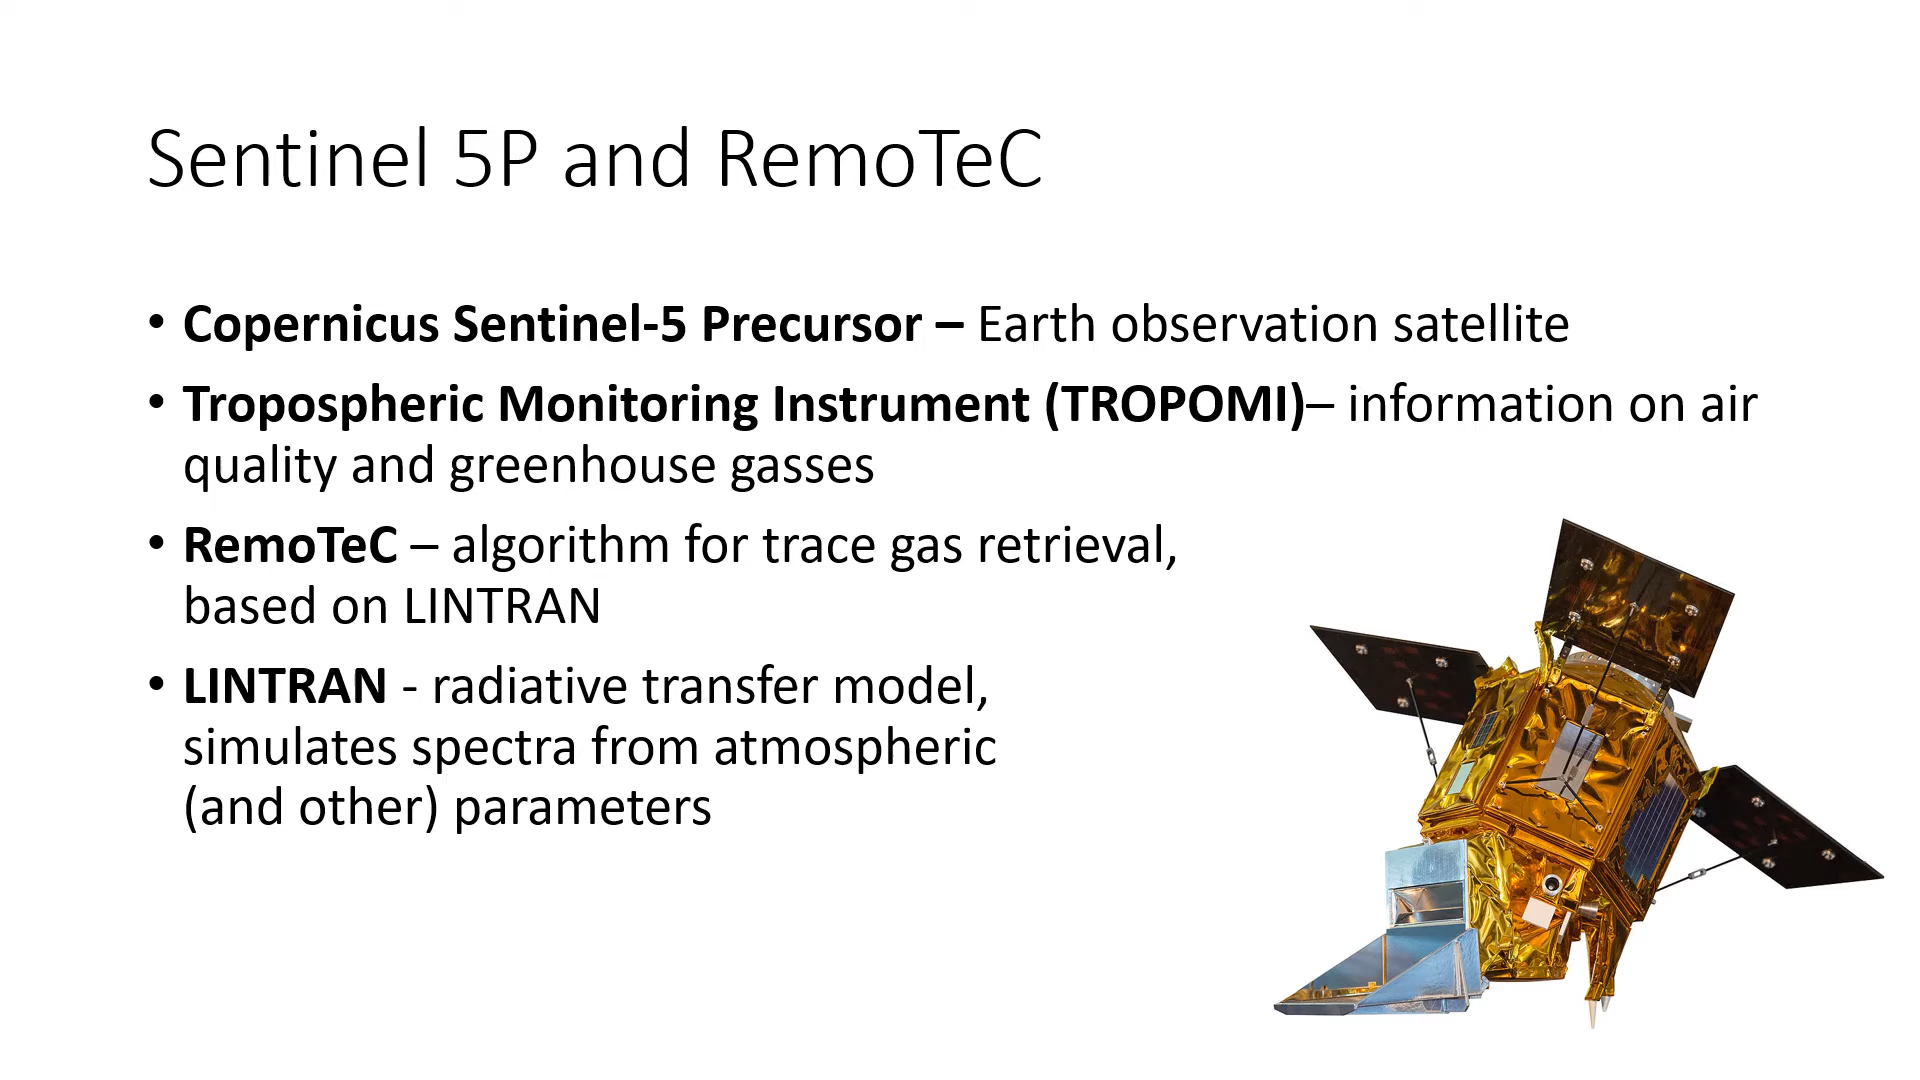 Sentinel 5P and RemoTeC
• Copernicus Sentinel-5 Precursor – Earth observation satellite
• Tropospheric Monitoring Instrument (TROPOMI)– information on air
quality and greenhouse gasses
• RemoTeC – algorithm for trace gas retrieval,
based on LINTRAN
• LINTRAN - radiative transfer model,
simulates spectra from atmospheric
(and other) parameters